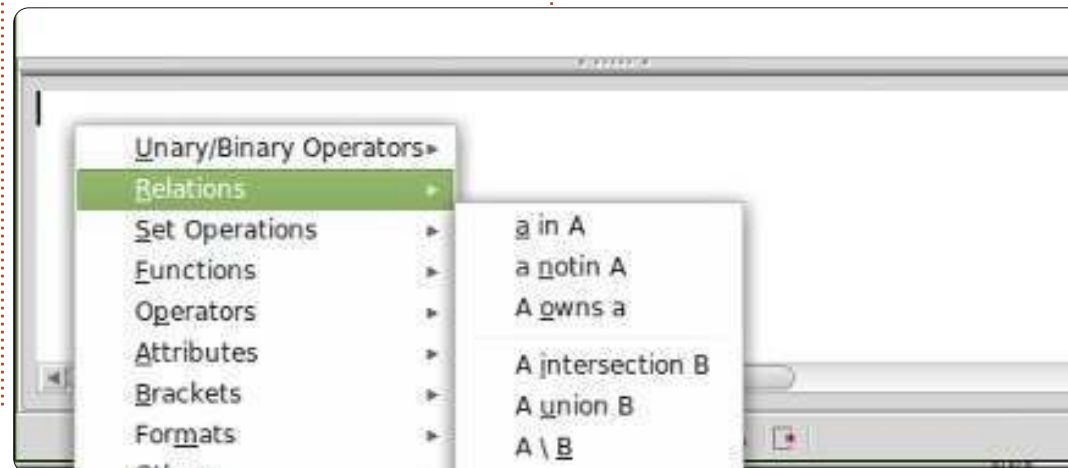 Unary/Binary Operators
Relations
Set Operations
Functions
Operators
Attributes
Brackets
Formats
a in A
a notin A
A owns a
A intersection B
A union B
A \ B